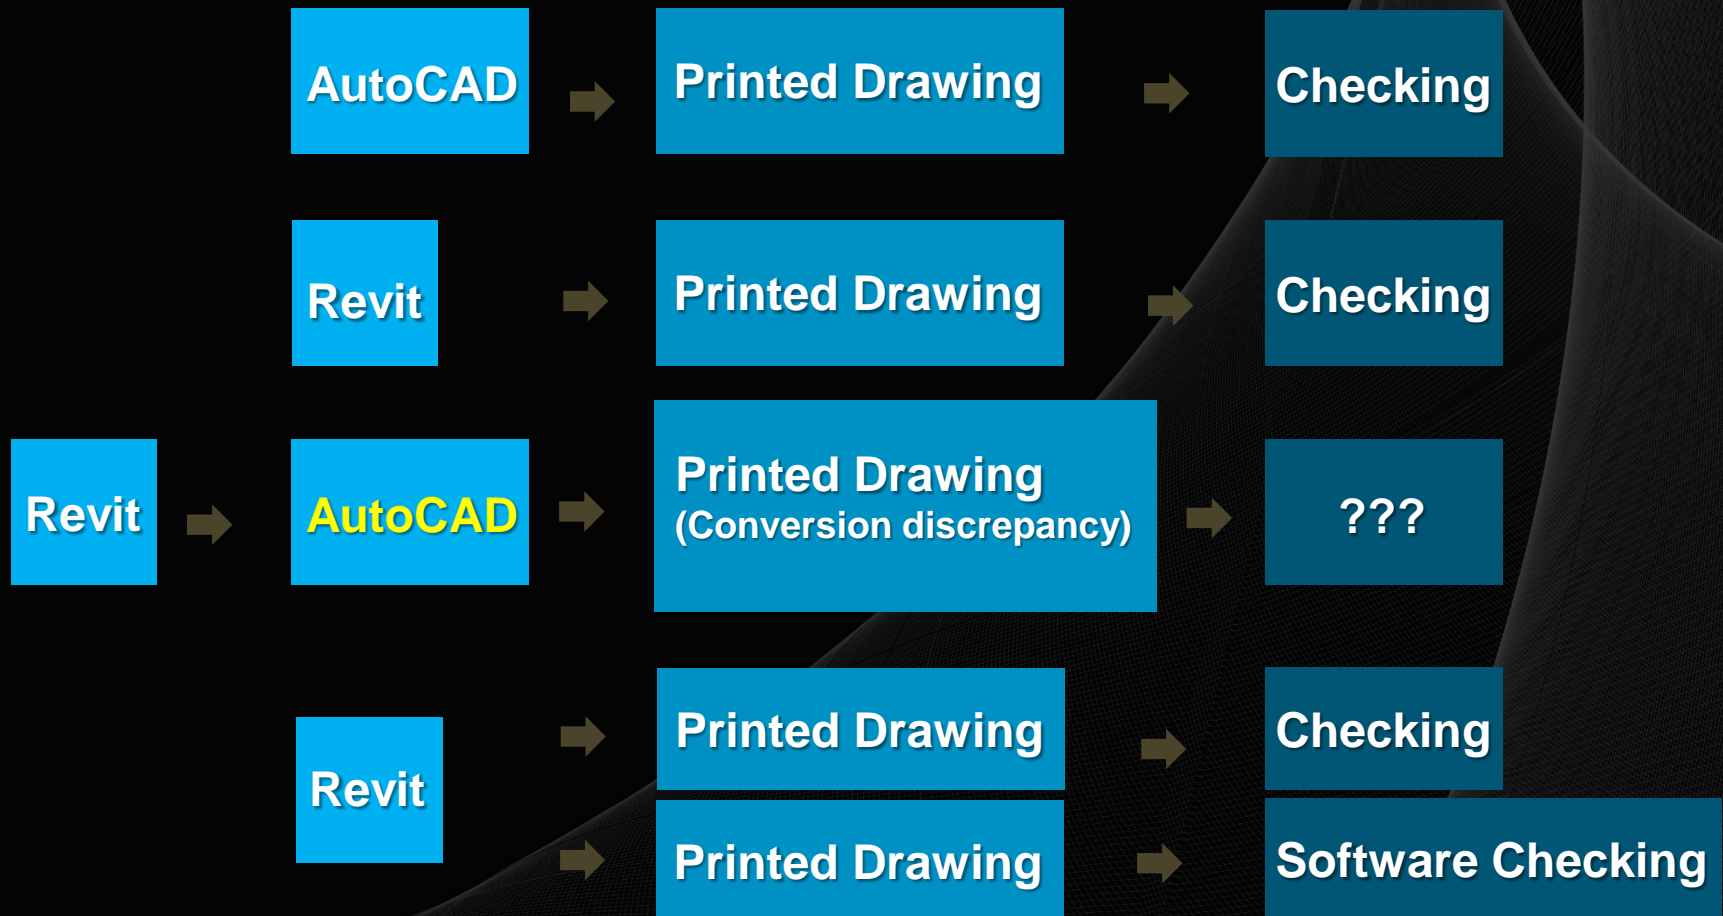 AutoCAD
Printed Drawing
Checking
Revit
Printed Drawing
Checking
Revit
AutoCAD
Printed Drawing
(Conversion discrepancy)
???
Revit
Printed Drawing
Checking
Printed Drawing
Software Checking